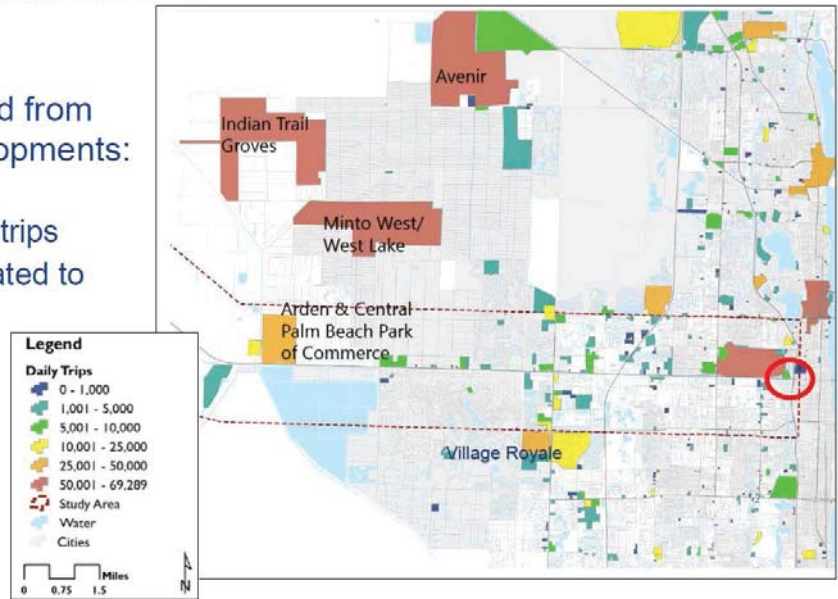 d from
opments:
trips
ated to
Avenir
Indian Trail
Groves
Minto West/
West Lake
Arden & Central
Palm Beach Park
of Commerce
Village Royale
Legend
Daily Trips
0 - 1,000
1,001 - 5,000
5,001 - 10,000
10,001 - 25,000
25,001 - 50,000
50,001 - 69,289
Study Area
Water
Cities
Miles
0 0.75 1.5
N